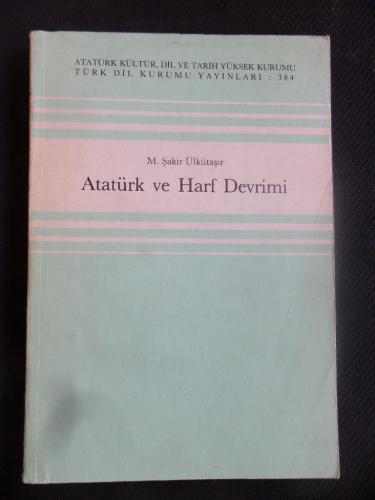 ATATÜRK KÜLTÜR, DİL VE TARİH YÜKSEK KURUMU
TÜRK DİL KURUMU YAYINLARI : 384
M. Şakir Ülkütaşır
Atatürk ve Harf Devrimi